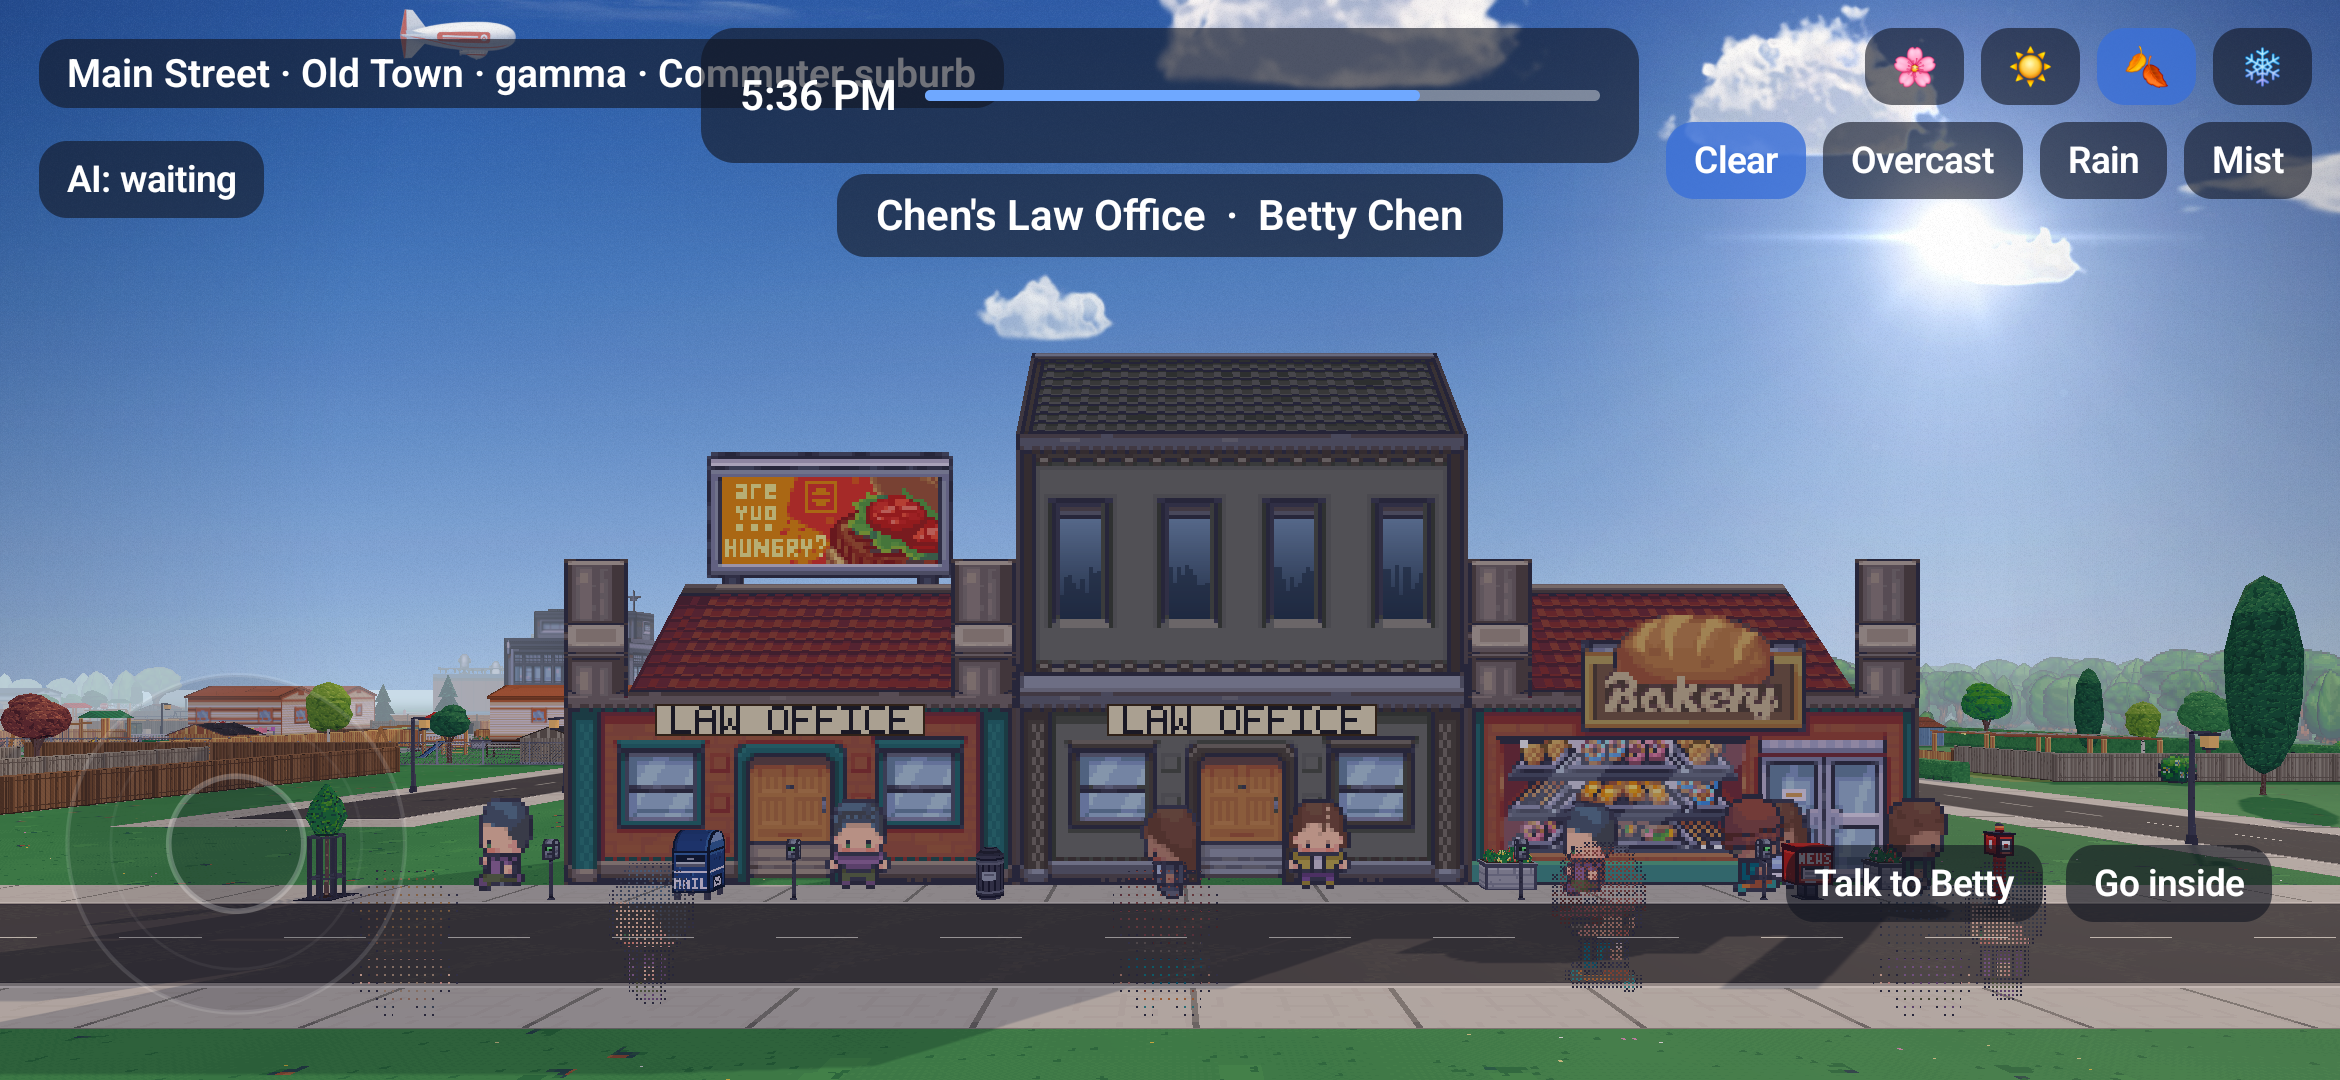 Main Street · Old Town · gamma · Commuter suburb
5:36 PM
AI: waiting
Clear
Overcast
Rain
Mist
Chen's Law Office · Betty Chen
are
YUO
...
HUNGRY?
LAW OFFICE
LAW OFFICE
Bakery
MAIL
NEWS
Talk to Betty
Go inside